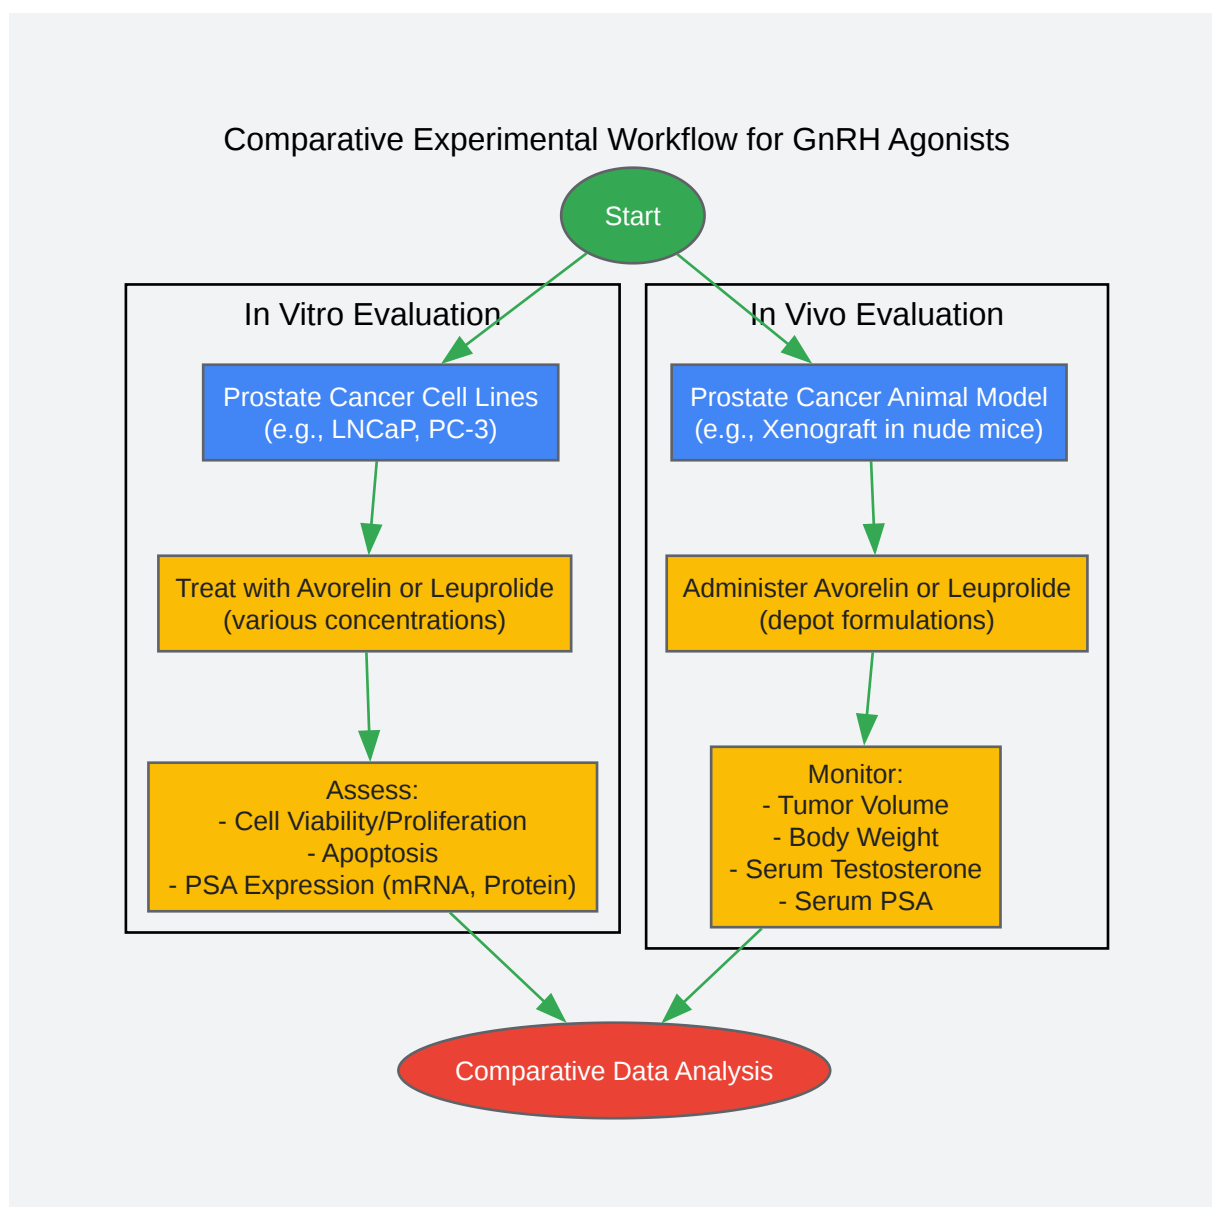 Comparative Experimental Workflow for GnRH Agonists
Start
In Vitro Evaluation
Prostate Cancer Cell Lines
(e.g., LNCaP, PC-3)
Treat with Avorelin or Leuprolide
(various concentrations)
Assess:
- Cell Viability/Proliferation
- Apoptosis
- PSA Expression (mRNA, Protein)
In Vivo Evaluation
Prostate Cancer Animal Model
(e.g., Xenograft in nude mice)
Administer Avorelin or Leuprolide
(depot formulations)
Monitor:
- Tumor Volume
- Body Weight
- Serum Testosterone
- Serum PSA
Comparative Data Analysis